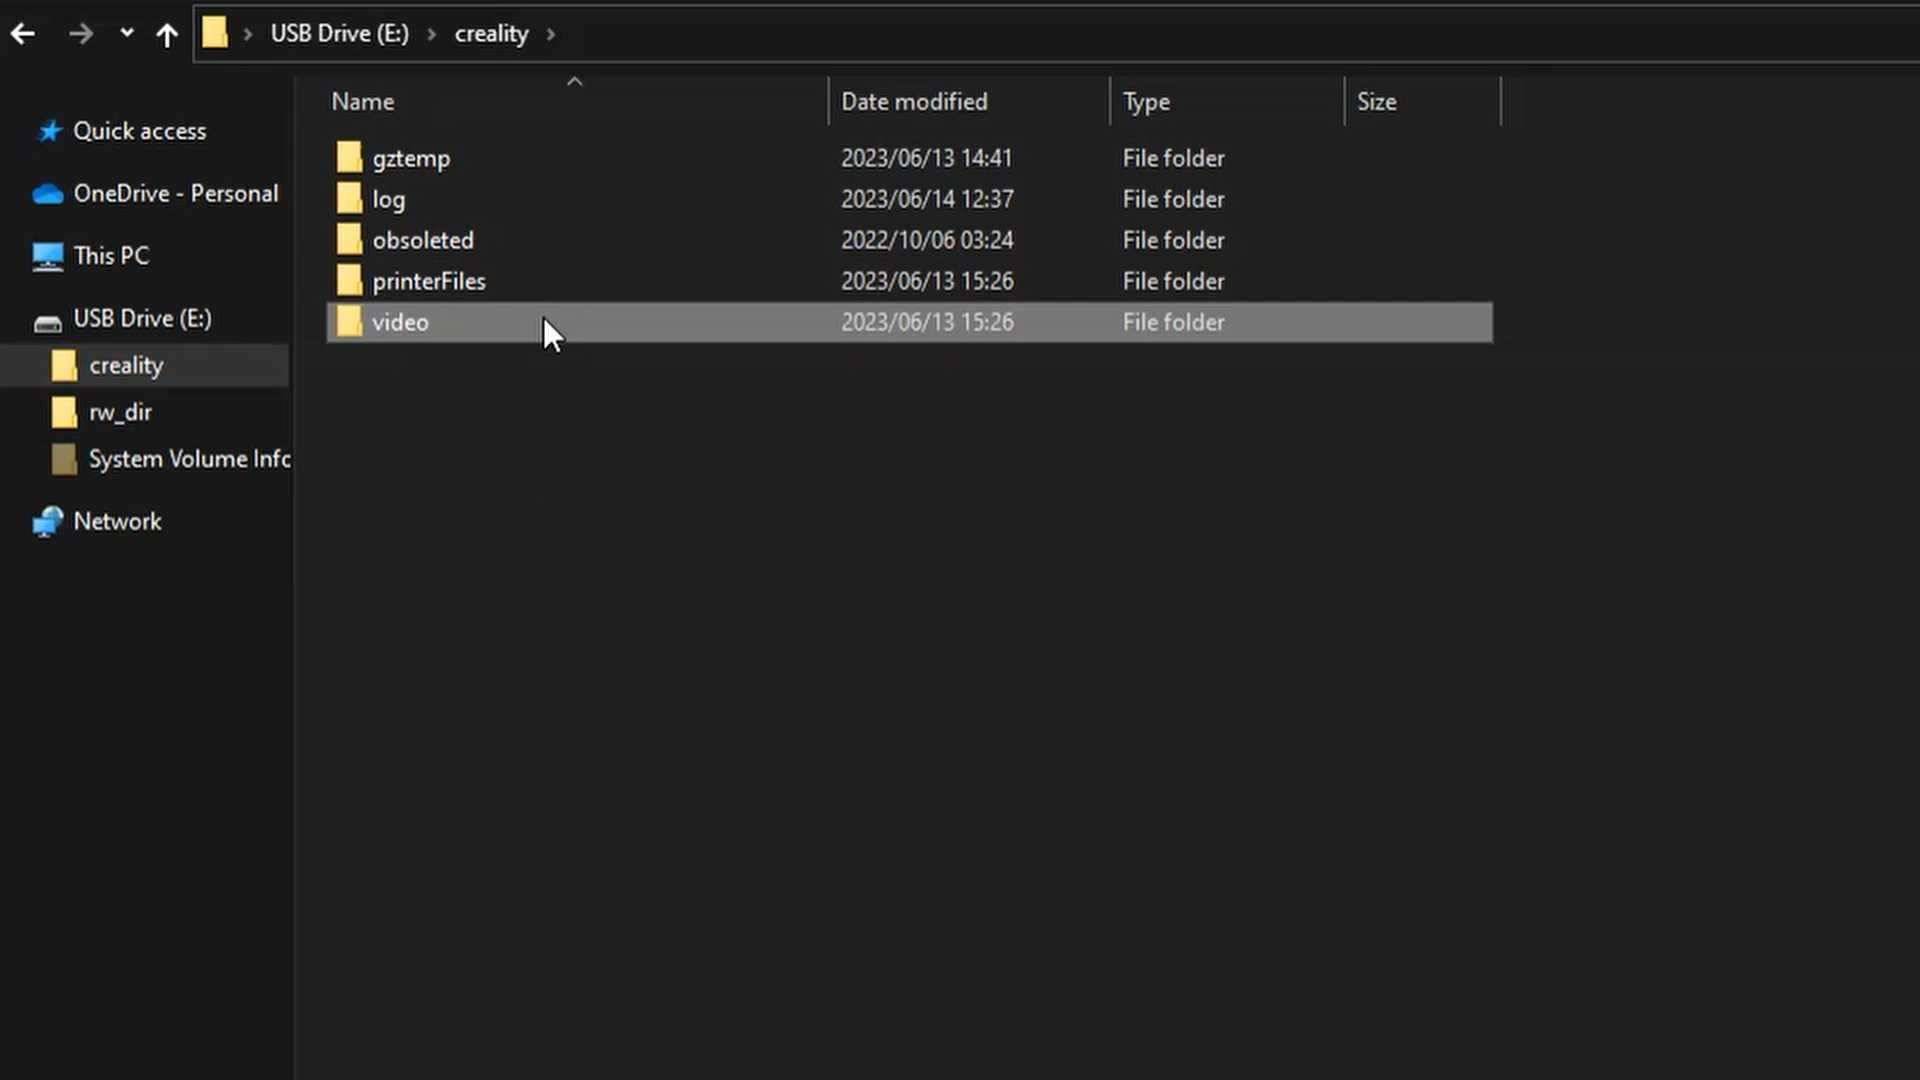 USB Drive (E:) › creality ›
Name Date modified Type Size
Quick access
OneDrive - Personal
This PC
USB Drive (E:)
creality
rw_dir
System Volume Info
Network
gztemp 2023/06/13 14:41 File folder
log 2023/06/14 12:37 File folder
obsoleted 2022/10/06 03:24 File folder
printerFiles 2023/06/13 15:26 File folder
video 2023/06/13 15:26 File folder